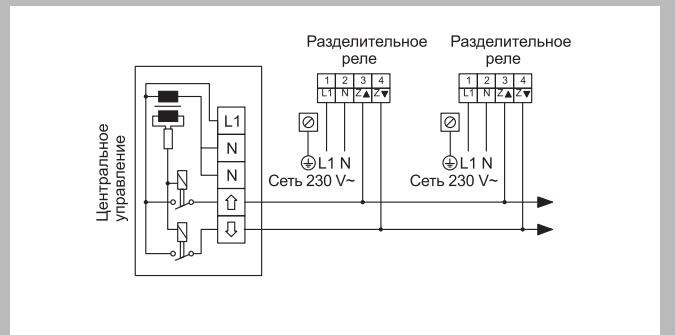 Разделительное
реле
Разделительное
реле
1 2 3 4
L1 N Z▲ Z▼
1 2 3 4
L1 N Z▲ Z▼
Центральное
управление
L1
N
N
L1 N
Сеть 230 V~
L1 N
Сеть 230 V~